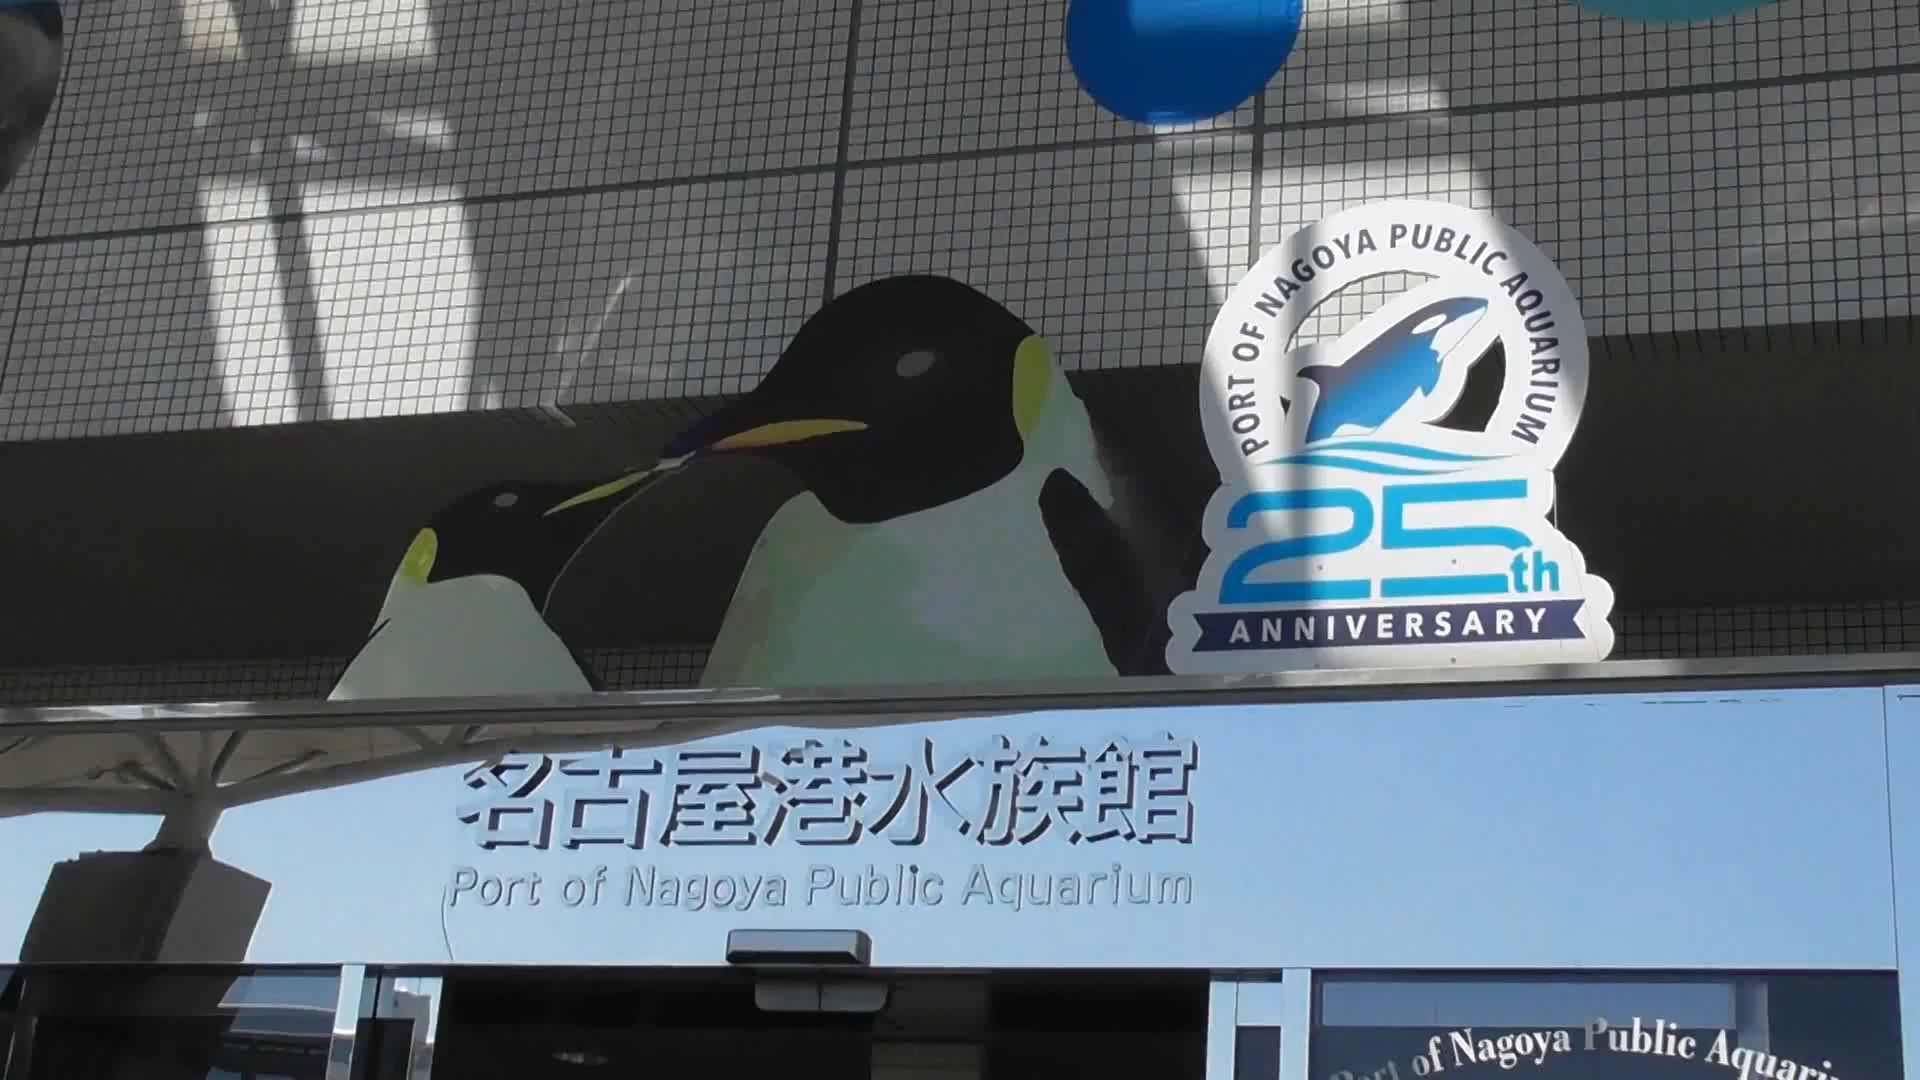 PORT OF NAGOYA PUBLIC AQUARIUM
25th
ANNIVERSARY
名古屋港水族館
Port of Nagoya Public Aquarium
Port of Nagoya Public